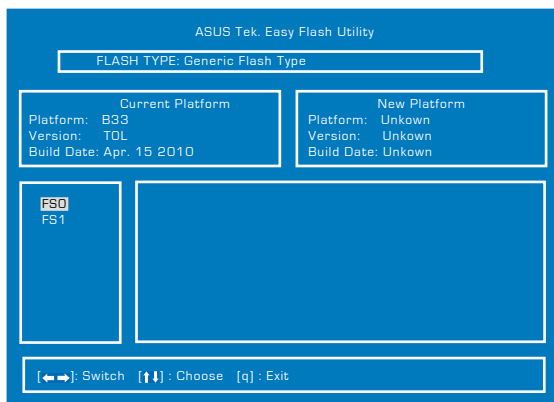 ASUS Tek. Easy Flash Utility
FLASH TYPE: Generic Flash Type
Current Platform
Platform: B33
Version: TOL
Build Date: Apr. 15 2010
New Platform
Platform: Unkown
Version: Unkown
Build Date: Unkown
FS0
FS1
[←→]: Switch [↑↓] : Choose [q] : Exit